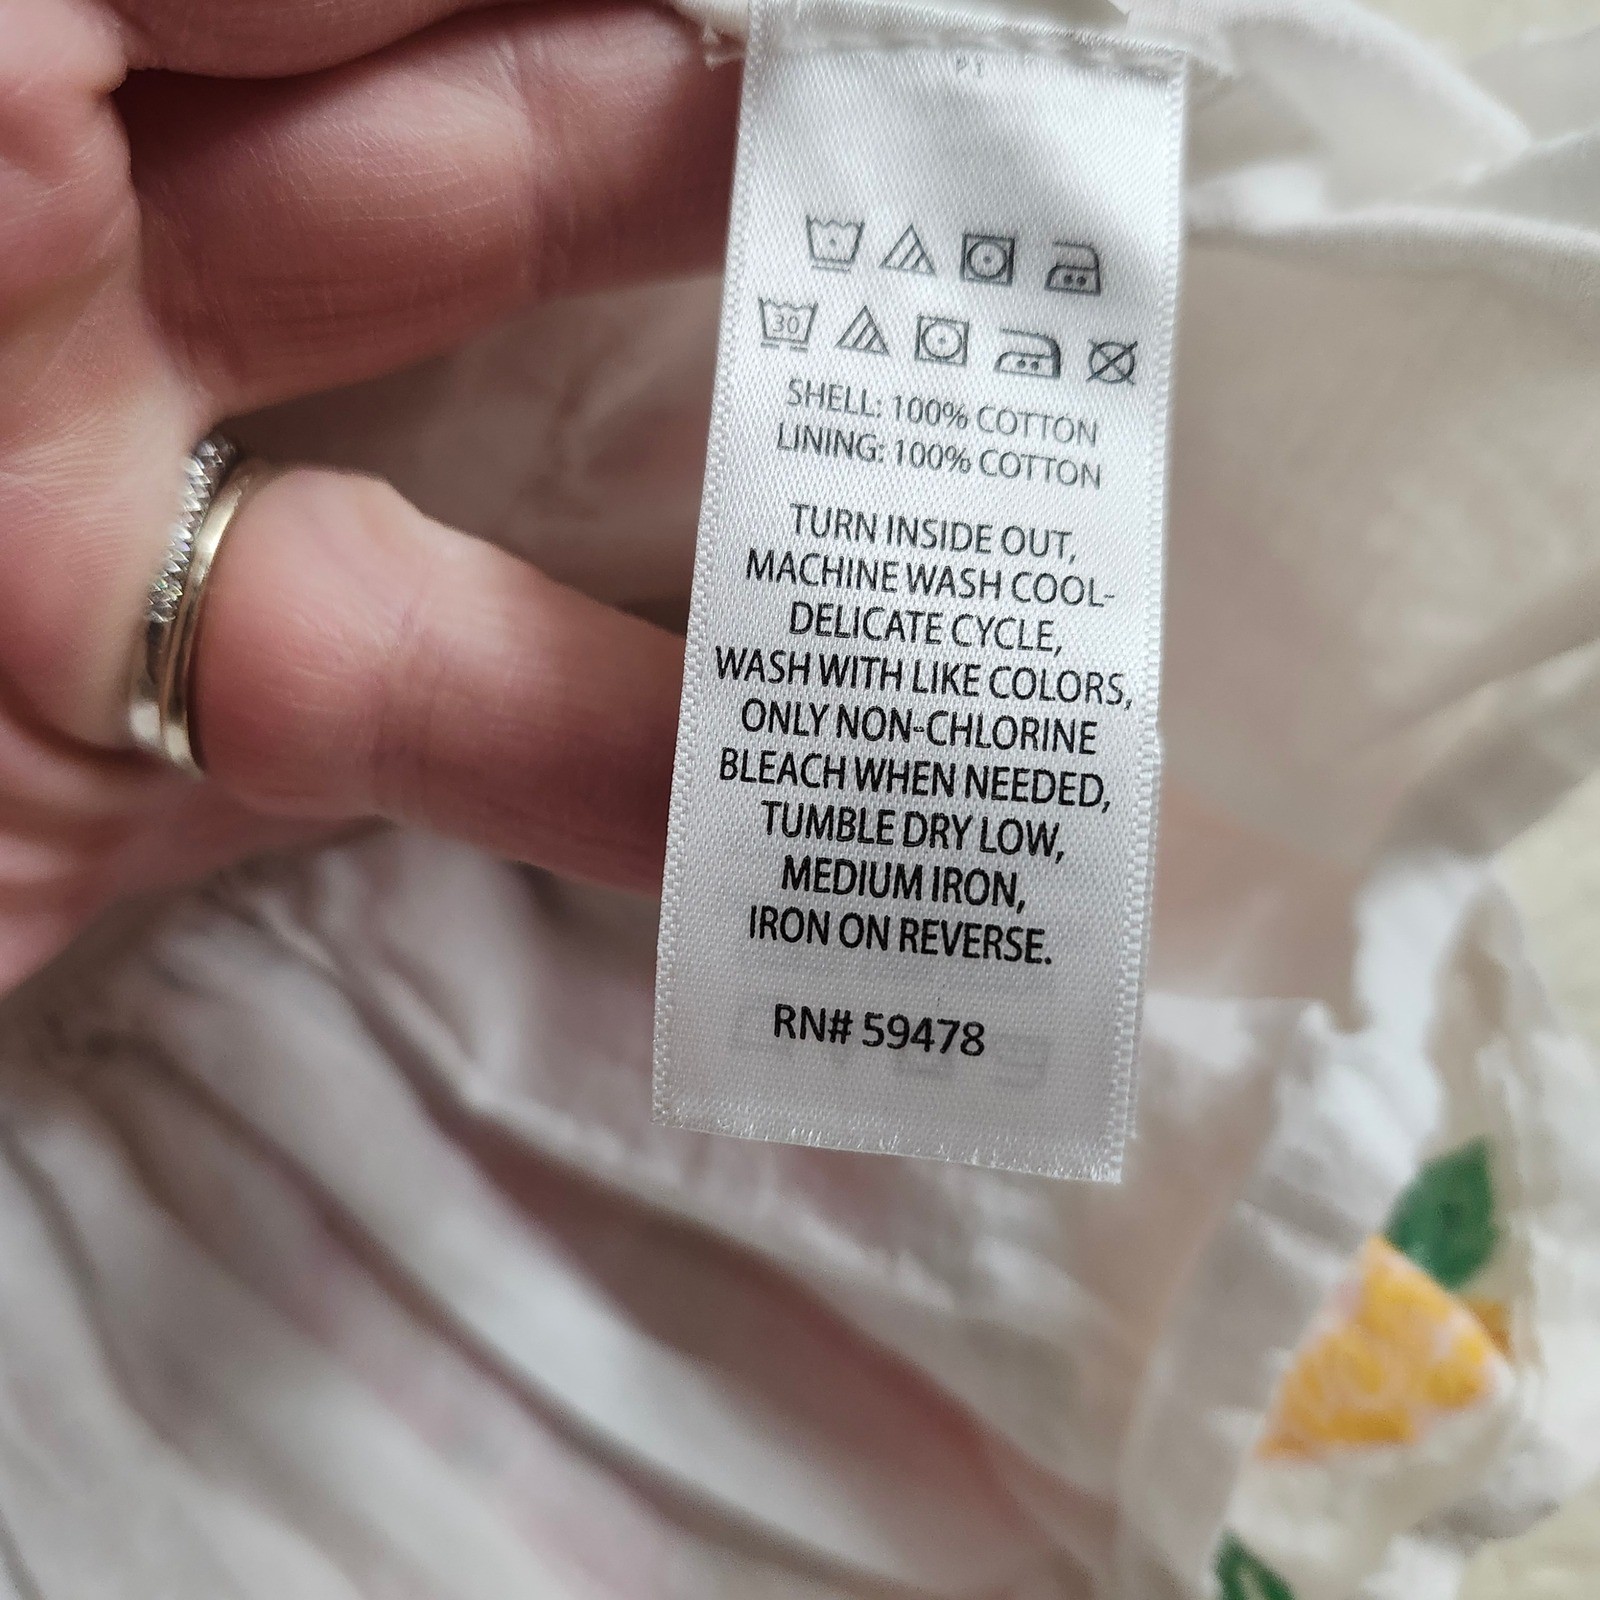 30
SHELL: 100% COTTON
LINING: 100% COTTON
TURN INSIDE OUT,
MACHINE WASH COOL-
DELICATE CYCLE,
WASH WITH LIKE COLORS,
ONLY NON-CHLORINE
BLEACH WHEN NEEDED,
TUMBLE DRY LOW,
MEDIUM IRON,
IRON ON REVERSE.
RN# 59478